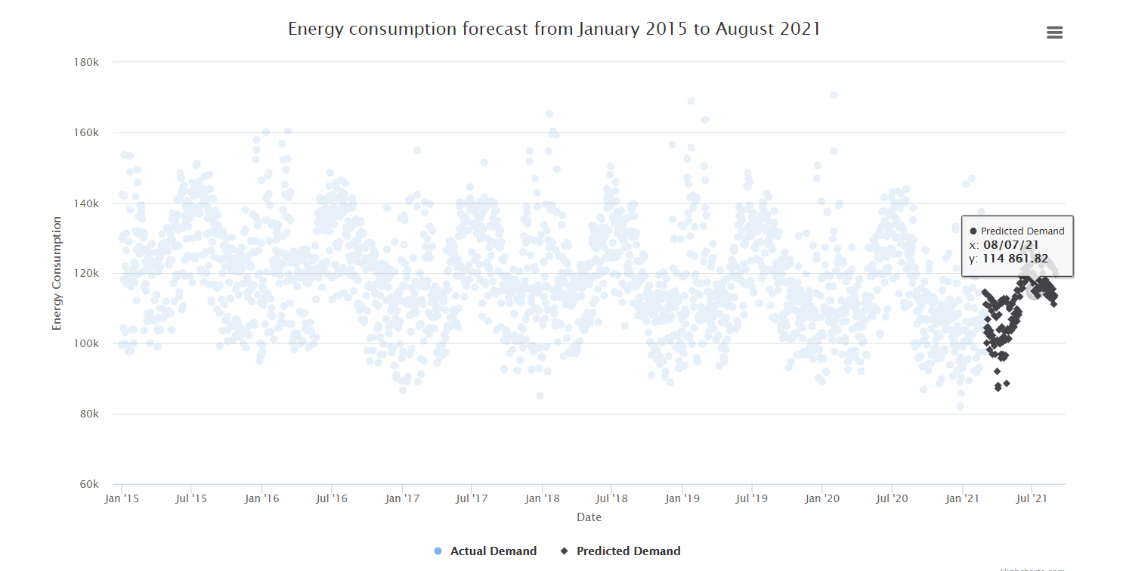 Energy consumption forecast from January 2015 to August 2021
180k
160k
140k
120k
100k
80k
60k
Energy Consumption
Predicted Demand
x: 08/07/21
y: 114 861.82
Jan '15
Jul '15
Jan '16
Jul '16
Jan '17
Jul '17
Jan '18
Jul '18
Jan '19
Jul '19
Jan '20
Jul '20
Jan '21
Jul '21
Date
Actual Demand
Predicted Demand
Highcharts.com